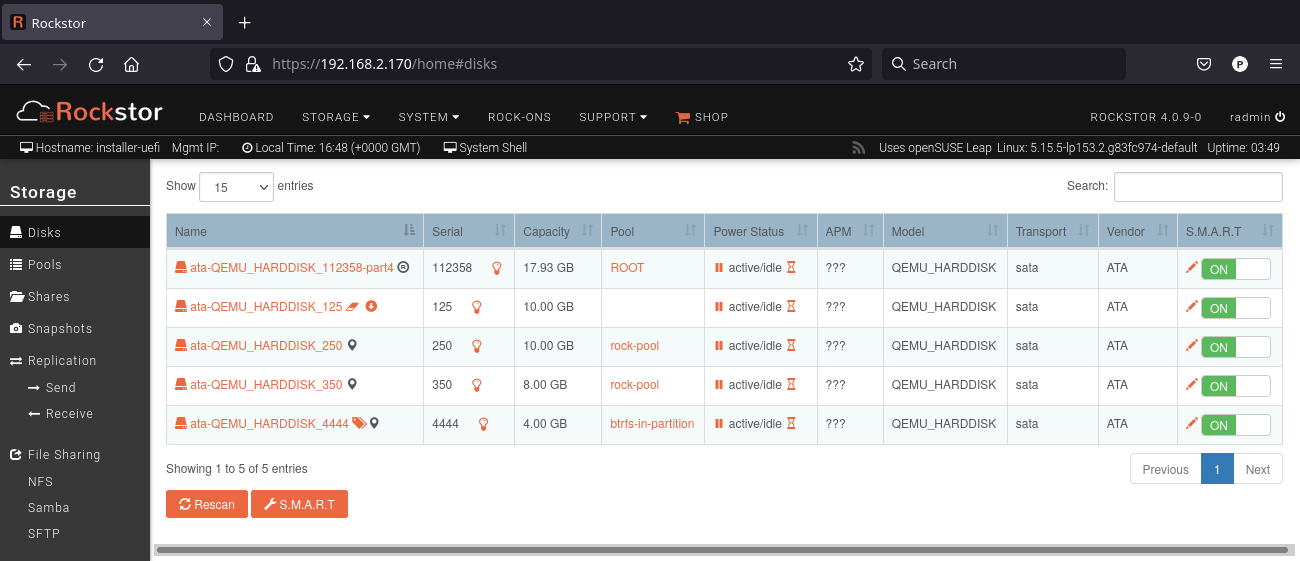 Rockstor
https://192.168.2.170/home#disks
Search
P
Rockstor DASHBOARD STORAGE SYSTEM ROCK-ONS SUPPORT SHOP ROCKSTOR 4.0.9-0 radmin
Hostname: installer-uefi Mgmt IP: Local Time: 16:48 (+0000 GMT) System Shell Uses openSUSE Leap Linux: 5.15.5-lp153.2.g83fc974-default Uptime: 03:49
Storage
Disks
Pools
Shares
Snapshots
Replication
Send
Receive
File Sharing
NFS
Samba
SFTP
Show 15 entries Search:
Name Serial Capacity Pool Power Status APM Model Transport Vendor S.M.A.R.T
ata-QEMU_HARDDISK_112358-part4 112358 17.93 GB ROOT active/idle ??? QEMU_HARDDISK sata ATA ON
ata-QEMU_HARDDISK_125 125 10.00 GB active/idle ??? QEMU_HARDDISK sata ATA ON
ata-QEMU_HARDDISK_250 250 10.00 GB rock-pool active/idle ??? QEMU_HARDDISK sata ATA ON
ata-QEMU_HARDDISK_350 350 8.00 GB rock-pool active/idle ??? QEMU_HARDDISK sata ATA ON
ata-QEMU_HARDDISK_4444 4444 4.00 GB btrfs-in-partition active/idle ??? QEMU_HARDDISK sata ATA ON
Showing 1 to 5 of 5 entries Previous 1 Next
Rescan S.M.A.R.T